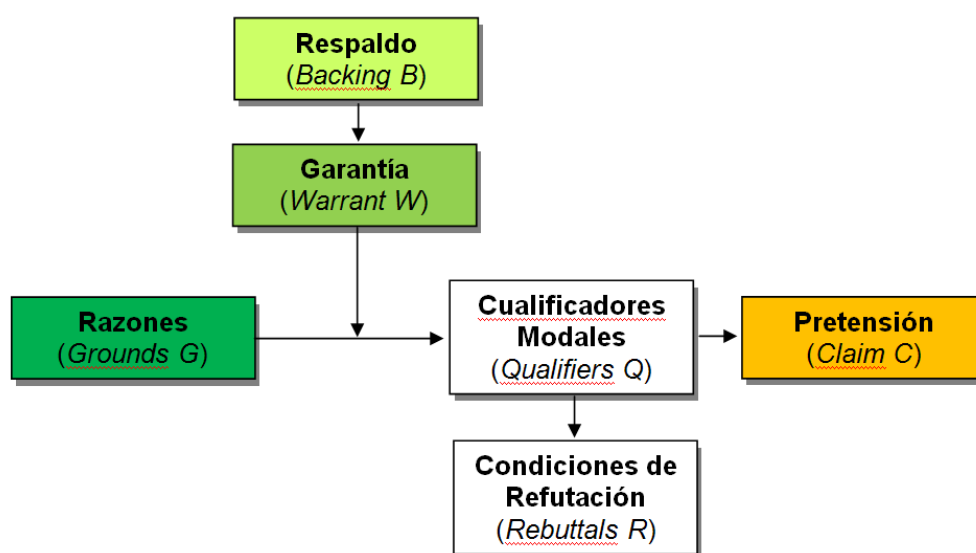 Respaldo
(Backing B)
Garantía
(Warrant W)
Razones
(Grounds G)
Cualificadores
Modales
(Qualifiers Q)
Pretensión
(Claim C)
Condiciones de
Refutación
(Rebuttals R)